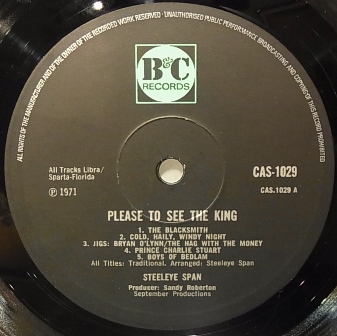 ALL RIGHTS OF THE MANUFACTURER AND OF THE OWNER OF THE RECORDED WORK RESERVED · UNAUTHORISED PUBLIC PERFORMANCE, BROADCASTING AND COPYING OF THIS RECORD PROHIBITED
B&C
RECORDS
All Tracks Libra/
Sparta-Florida
CAS-1029
℗ 1971
CAS.1029 A
PLEASE TO SEE THE KING
1. THE BLACKSMITH
2. COLD, HAILY, WINDY NIGHT
3. JIGS: BRYAN O'LYNN/THE HAG WITH THE MONEY
4. PRINCE CHARLIE STUART
5. BOYS OF BEDLAM
All Titles: Traditional. Arranged: Steeleye Span
STEELEYE SPAN
Producer: Sandy Roberton
September Productions